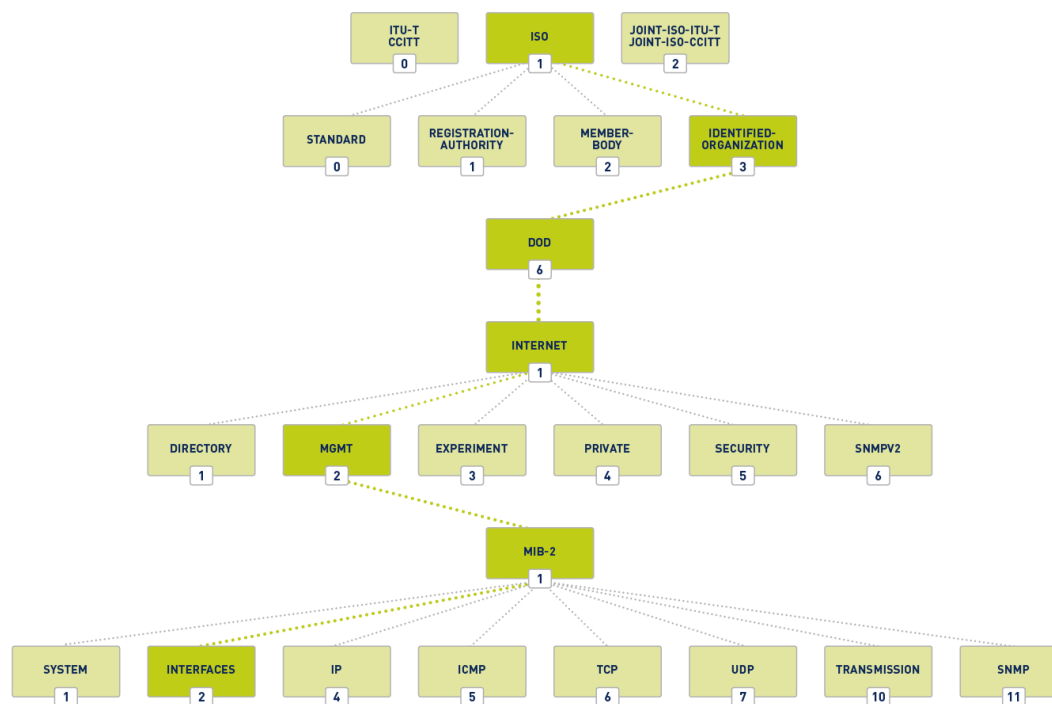 ITU-T
CCITT
0
ISO
1
JOINT-ISO-ITU-T
JOINT-ISO-CCITT
2
STANDARD
0
REGISTRATION-
AUTHORITY
1
MEMBER-
BODY
2
IDENTIFIED-
ORGANIZATION
3
DOD
6
INTERNET
1
DIRECTORY
1
MGMT
2
EXPERIMENT
3
PRIVATE
4
SECURITY
5
SNMPV2
6
MIB-2
1
SYSTEM
1
INTERFACES
2
IP
4
ICMP
5
TCP
6
UDP
7
TRANSMISSION
10
SNMP
11